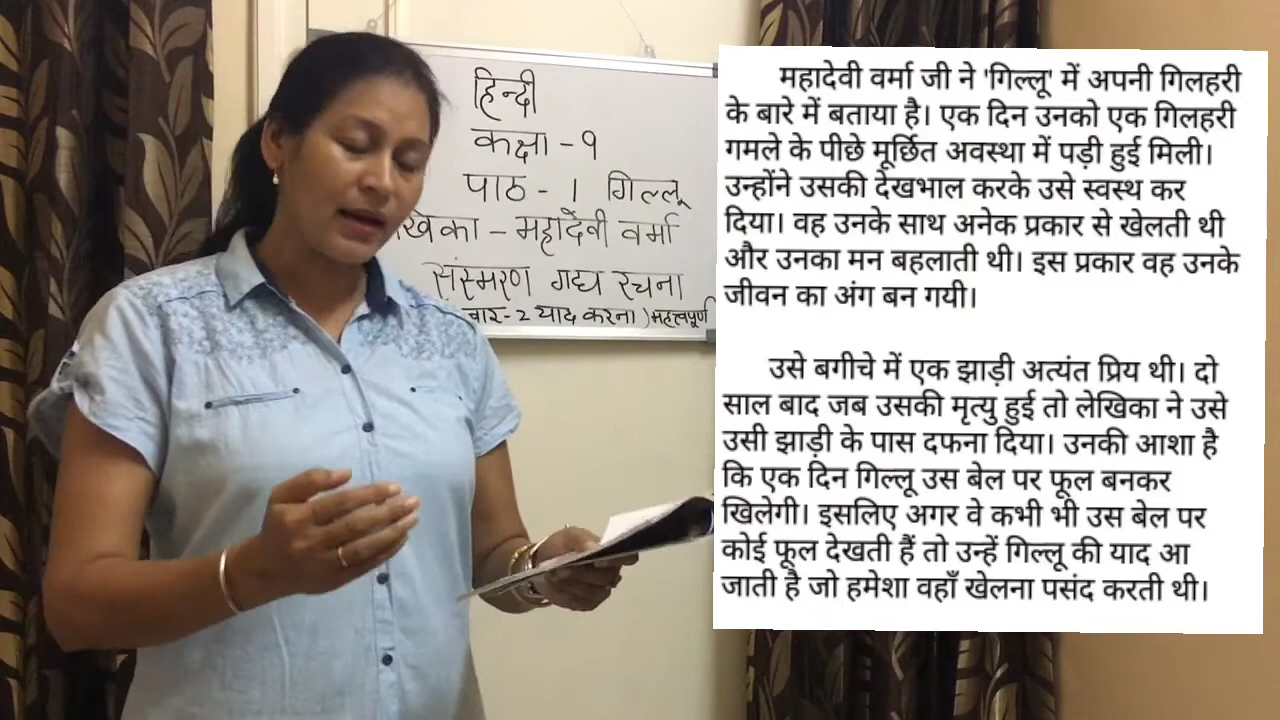 हिन्दी
कक्षा - ९
पाठ - 1 गिल्लू
खिका - महादेवी वर्मा
संस्मरण गद्य रचना
बार-2 याद करना) महत्त्वपूर्ण
महादेवी वर्मा जी ने 'गिल्लू' में अपनी गिलहरी
के बारे में बताया है। एक दिन उनको एक गिलहरी
गमले के पीछे मूर्छित अवस्था में पड़ी हुई मिली।
उन्होंने उसकी देखभाल करके उसे स्वस्थ कर
दिया। वह उनके साथ अनेक प्रकार से खेलती थी
और उनका मन बहलाती थी। इस प्रकार वह उनके
जीवन का अंग बन गयी।
उसे बगीचे में एक झाड़ी अत्यंत प्रिय थी। दो
साल बाद जब उसकी मृत्यु हुई तो लेखिका ने उसे
उसी झाड़ी के पास दफना दिया। उनकी आशा है
कि एक दिन गिल्लू उस बेल पर फूल बनकर
खिलेगी। इसलिए अगर वे कभी भी उस बेल पर
कोई फूल देखती हैं तो उन्हें गिल्लू की याद आ
जाती है जो हमेशा वहाँ खेलना पसंद करती थी।